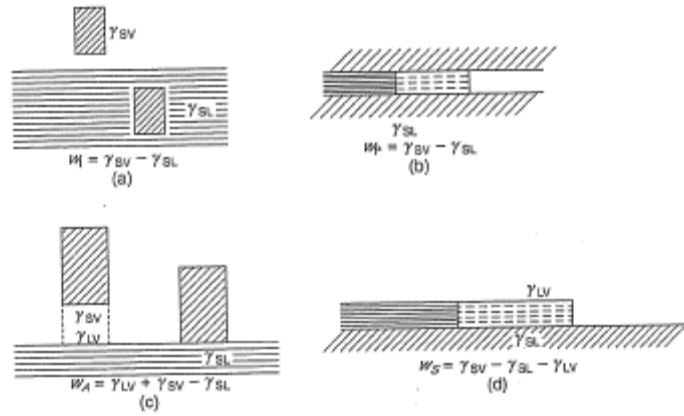 γSV
γSL
wI = γSV − γSL
(a)
γSL
wP = γSV − γSL
(b)
γSV
γLV
γSL
wA = γLV + γSV − γSL
(c)
γLV
γSL
wS = γSV − γSL − γLV
(d)